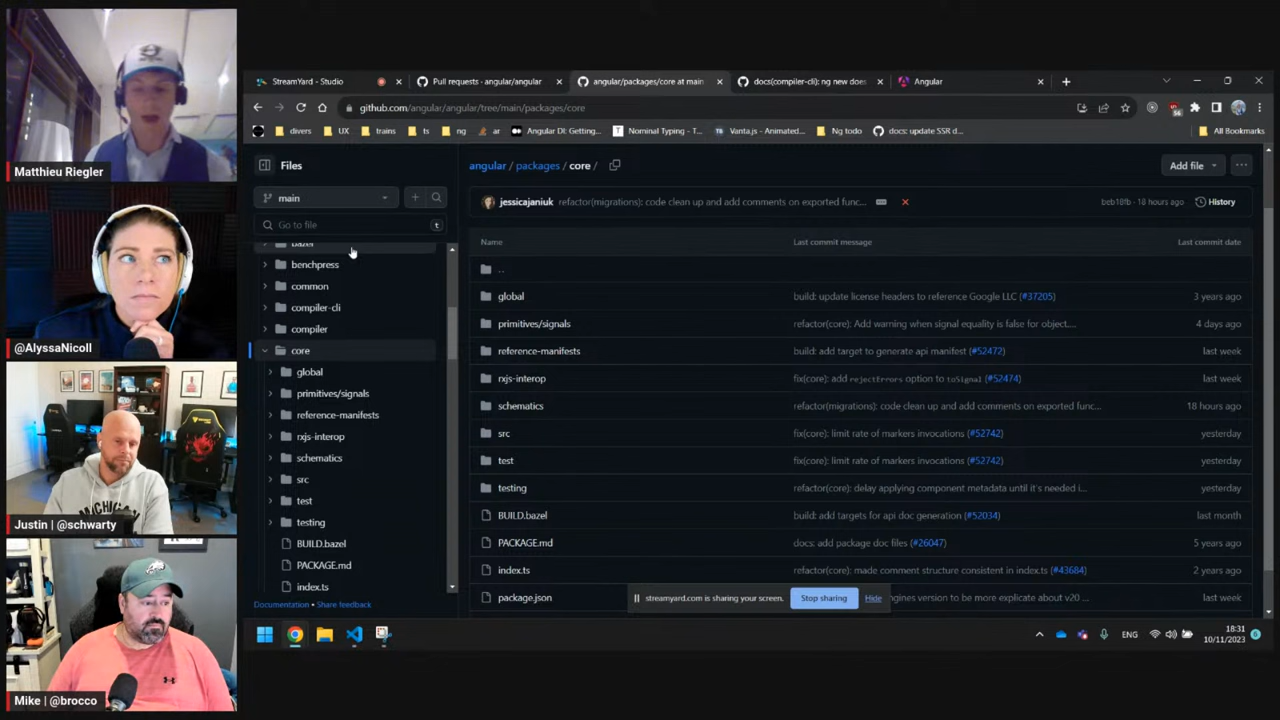 Matthieu Riegler
@AlyssaNicoll
Justin | @schwarty
Mike | @brocco
StreamYard - Studio
Pull requests · angular/angular
angular/packages/core at main
docs(compiler-cli): ng new does
Angular
github.com/angular/angular/tree/main/packages/core
divers
UX
trains
ts
ng
ar
Angular DI: Getting...
Nominal Typing - T...
Vanta.js - Animated...
Ng todo
docs: update SSR d...
All Bookmarks
Files
angular / packages / core /
Add file
main
jessicajaniuk refactor(migrations): code clean up and add comments on exported func...
beb18fb · 18 hours ago
History
Go to file
t
Name
Last commit message
Last commit date
bazel
benchpress
common
compiler-cli
compiler
core
global
primitives/signals
reference-manifests
rxjs-interop
schematics
src
test
testing
BUILD.bazel
PACKAGE.md
index.ts
Documentation • Share feedback
..
global build: update license headers to reference Google LLC (#37205) 3 years ago
primitives/signals refactor(core): Add warning when signal equality is false for object,... 4 days ago
reference-manifests build: add target to generate api manifest (#52472) last week
rxjs-interop fix(core): add rejectErrors option to toSignal (#52474) last week
schematics refactor(migrations): code clean up and add comments on exported func... 18 hours ago
src fix(core): limit rate of markers invocations (#52742) yesterday
test fix(core): limit rate of markers invocations (#52742) yesterday
testing refactor(core): delay applying component metadata until it's needed i... yesterday
BUILD.bazel build: add targets for api doc generation (#52034) last month
PACKAGE.md docs: add package doc files (#26047) 5 years ago
index.ts refactor(core): made comment structure consistent in index.ts (#43684) 2 years ago
package.json engines version to be more explicate about v20 ... last week
streamyard.com is sharing your screen.
Stop sharing
Hide
ENG
18:31
10/11/2023
6